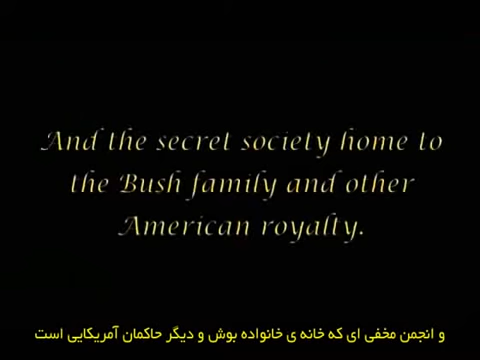 And the secret society home to
the Bush family and other
American royalty.
و انجمن مخفی ای که خانه ی خانواده بوش و دیگر حاکمان آمریکایی است